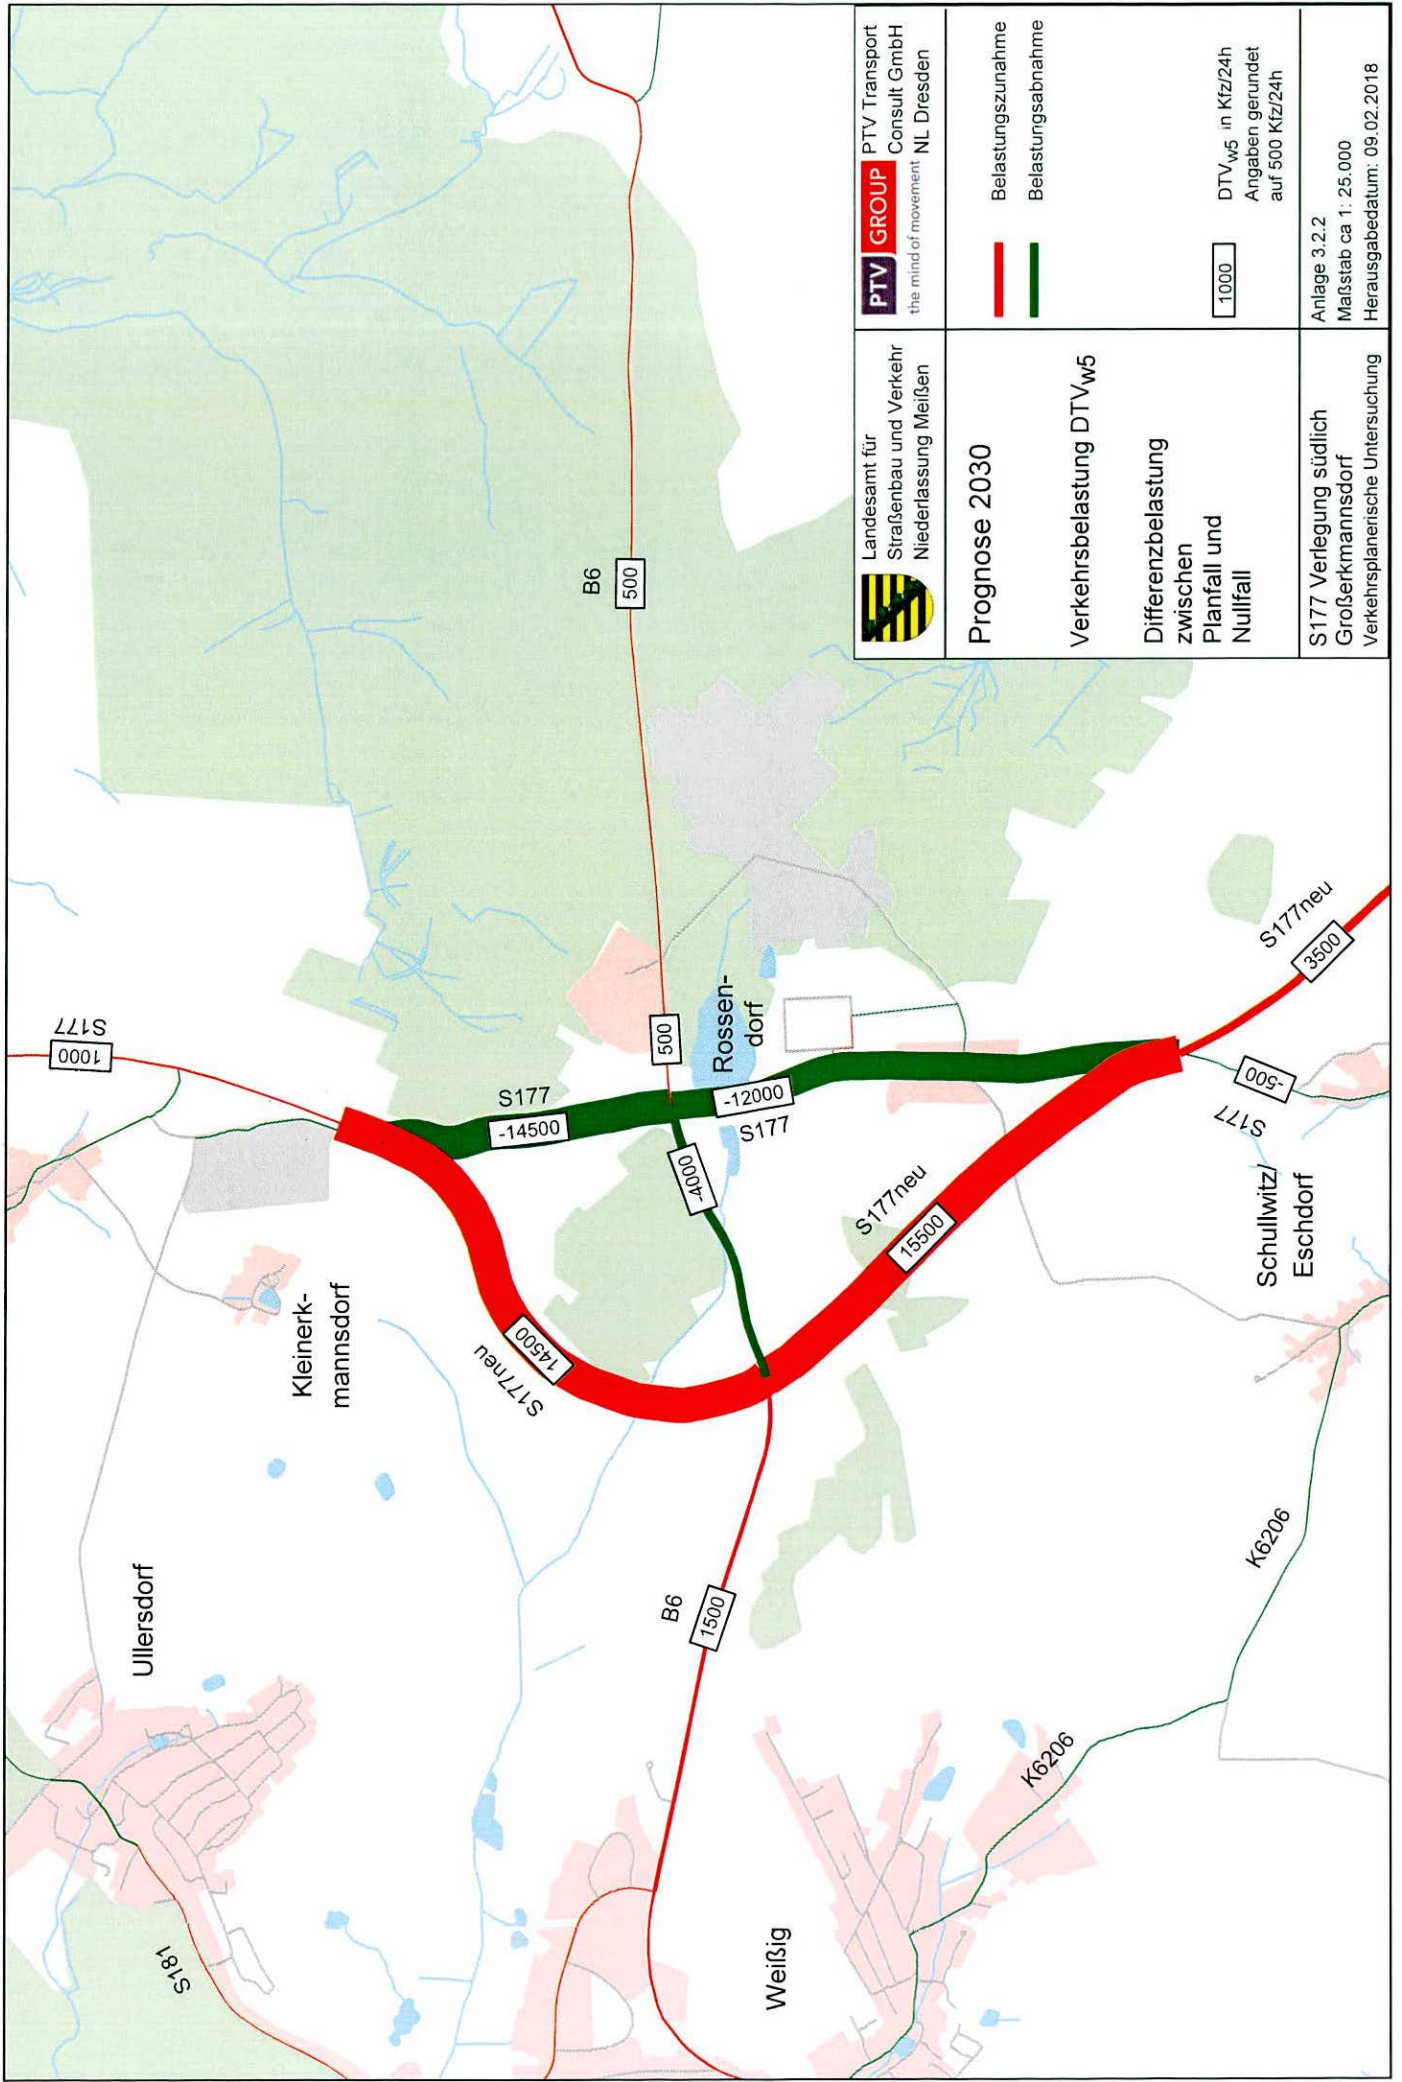 Ullersdorf
S181
Kleinerk-
mannsdorf
S177
1000
S177neu
14500
S177
-14500
B6
500
500
B6
1500
-4000
Rossen-
dorf
-12000
S177
S177neu
15500
Weißig
K6206
K6206
Schullwitz/
Eschdorf
S177
-500
S177neu
3500
Landesamt für
Straßenbau und Verkehr
Niederlassung Meißen
PTV GROUP
the mind of movement
PTV Transport
Consult GmbH
NL Dresden
Prognose 2030
Verkehrsbelastung DTVw5
Differenzbelastung
zwischen
Planfall und
Nullfall
Belastungszunahme
Belastungsabnahme
1000
DTVw5 in Kfz/24h
Angaben gerundet
auf 500 Kfz/24h
S177 Verlegung südlich
Großerkmannsdorf
Verkehrsplanerische Untersuchung
Anlage 3.2.2
Maßstab ca 1: 25.000
Herausgabedatum: 09.02.2018